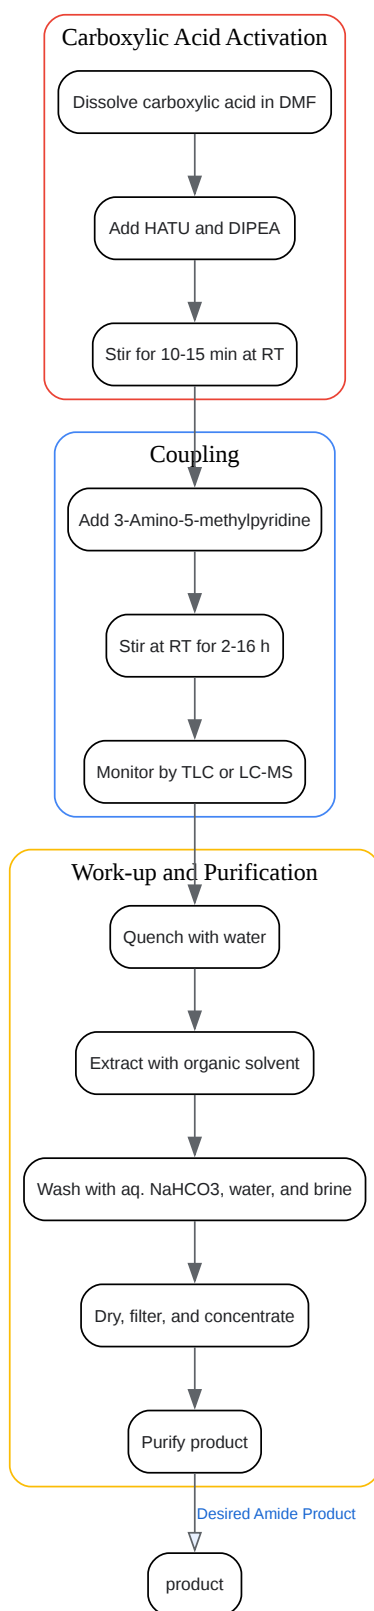 Carboxylic Acid Activation
Dissolve carboxylic acid in DMF
Add HATU and DIPEA
Stir for 10-15 min at RT
Coupling
Add 3-Amino-5-methylpyridine
Stir at RT for 2-16 h
Monitor by TLC or LC-MS
Work-up and Purification
Quench with water
Extract with organic solvent
Wash with aq. NaHCO3, water, and brine
Dry, filter, and concentrate
Purify product
Desired Amide Product
product